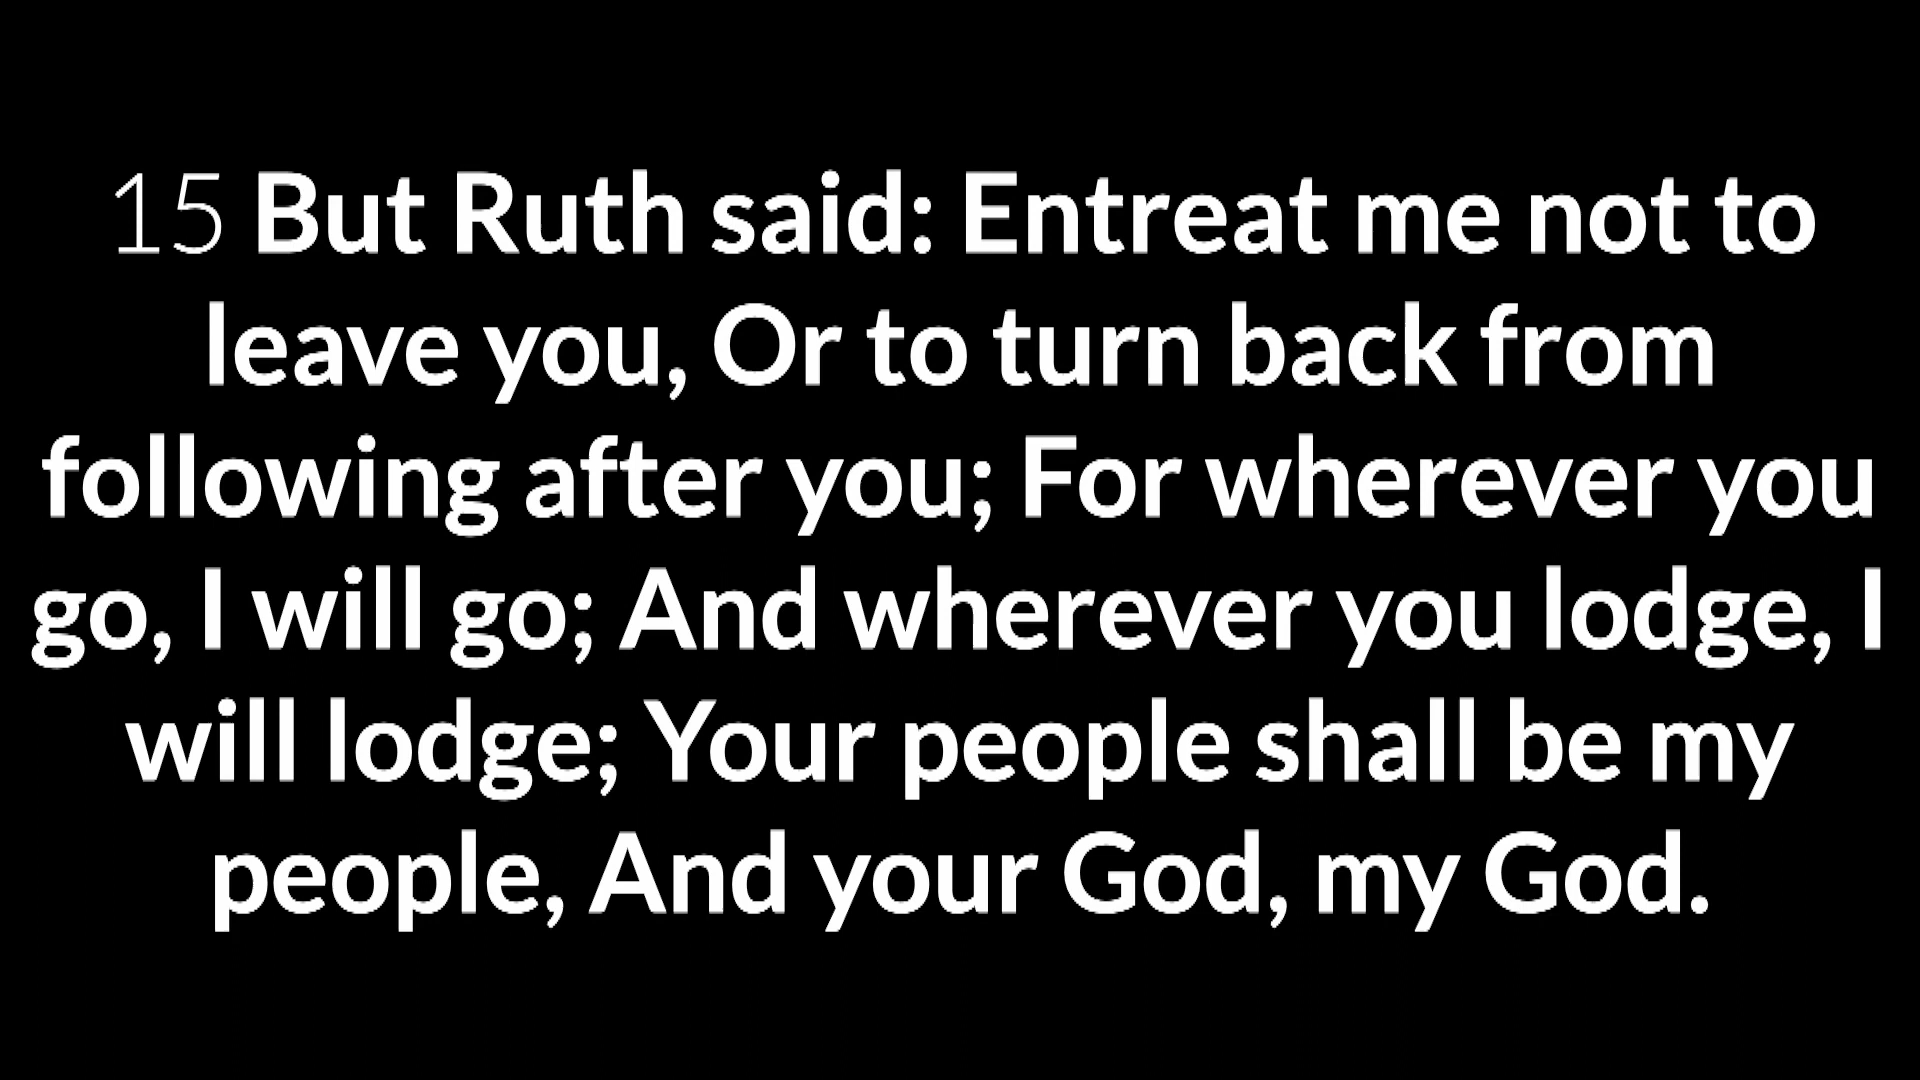 15 But Ruth said: Entreat me not to
leave you, Or to turn back from
following after you; For wherever you
go, I will go; And wherever you lodge, I
will lodge; Your people shall be my
people, And your God, my God.